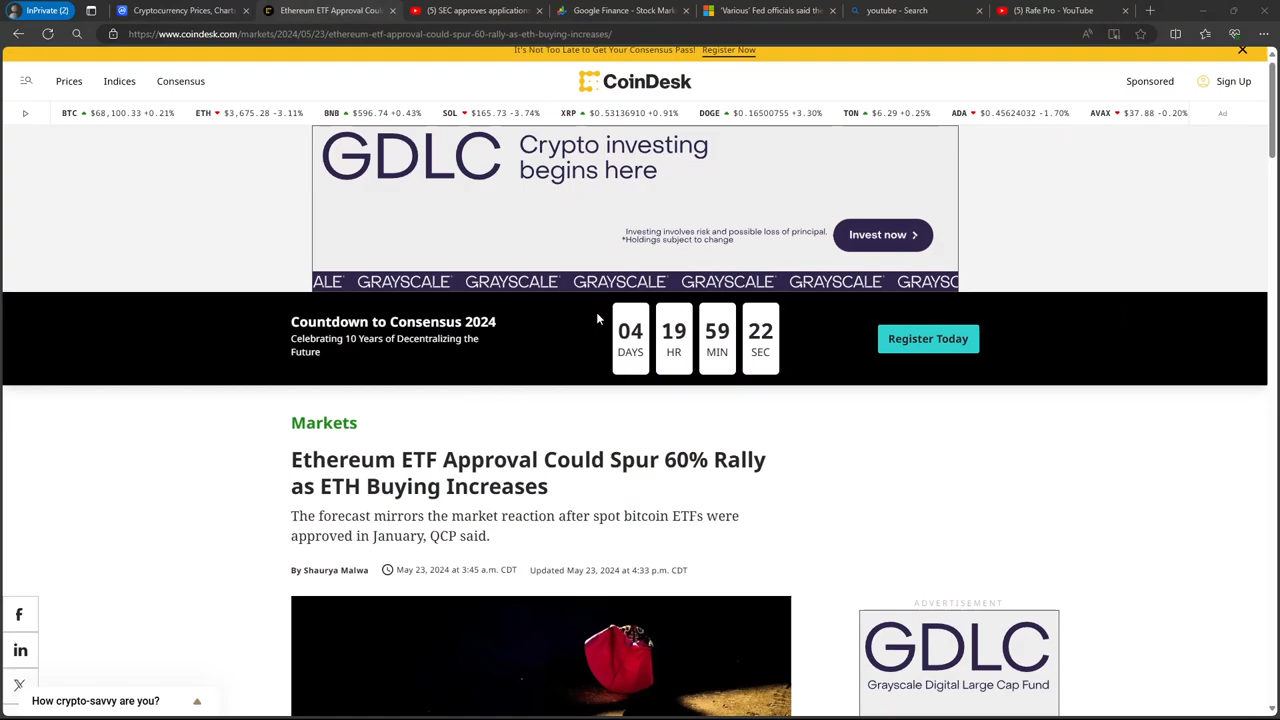 InPrivate (2)
Cryptocurrency Prices, Chart
Ethereum ETF Approval Coul
(5) SEC approves application
Google Finance - Stock Mark
'Various' Fed officials said the
youtube - Search
(5) Rafe Pro - YouTube
https://www.coindesk.com/markets/2024/05/23/ethereum-etf-approval-could-spur-60-rally-as-eth-buying-increases/
It's Not Too Late to Get Your Consensus Pass! Register Now
Prices Indices Consensus
CoinDesk
Sponsored Sign Up
BTC $68,100.33 +0.21% ETH $3,675.28 -3.11% BNB $596.74 +0.43% SOL $165.73 -3.74% XRP $0.53136910 +0.91% DOGE $0.16500755 +3.30% TON $6.29 +0.25% ADA $0.45624032 -1.70% AVAX $37.88 -0.20% Ad
GDLC
Crypto investing
begins here
Investing involves risk and possible loss of principal.
*Holdings subject to change
Invest now
ALE GRAYSCALE GRAYSCALE GRAYSCALE GRAYSCALE GRAYSCALE GRAYSC
Countdown to Consensus 2024
Celebrating 10 Years of Decentralizing the
Future
04 19 59 22
DAYS HR MIN SEC
Register Today
Markets
Ethereum ETF Approval Could Spur 60% Rally
as ETH Buying Increases
The forecast mirrors the market reaction after spot bitcoin ETFs were
approved in January, QCP said.
By Shaurya Malwa May 23, 2024 at 3:45 a.m. CDT Updated May 23, 2024 at 4:33 p.m. CDT
ADVERTISEMENT
GDLC
Grayscale Digital Large Cap Fund
f
in
X
How crypto-savvy are you?